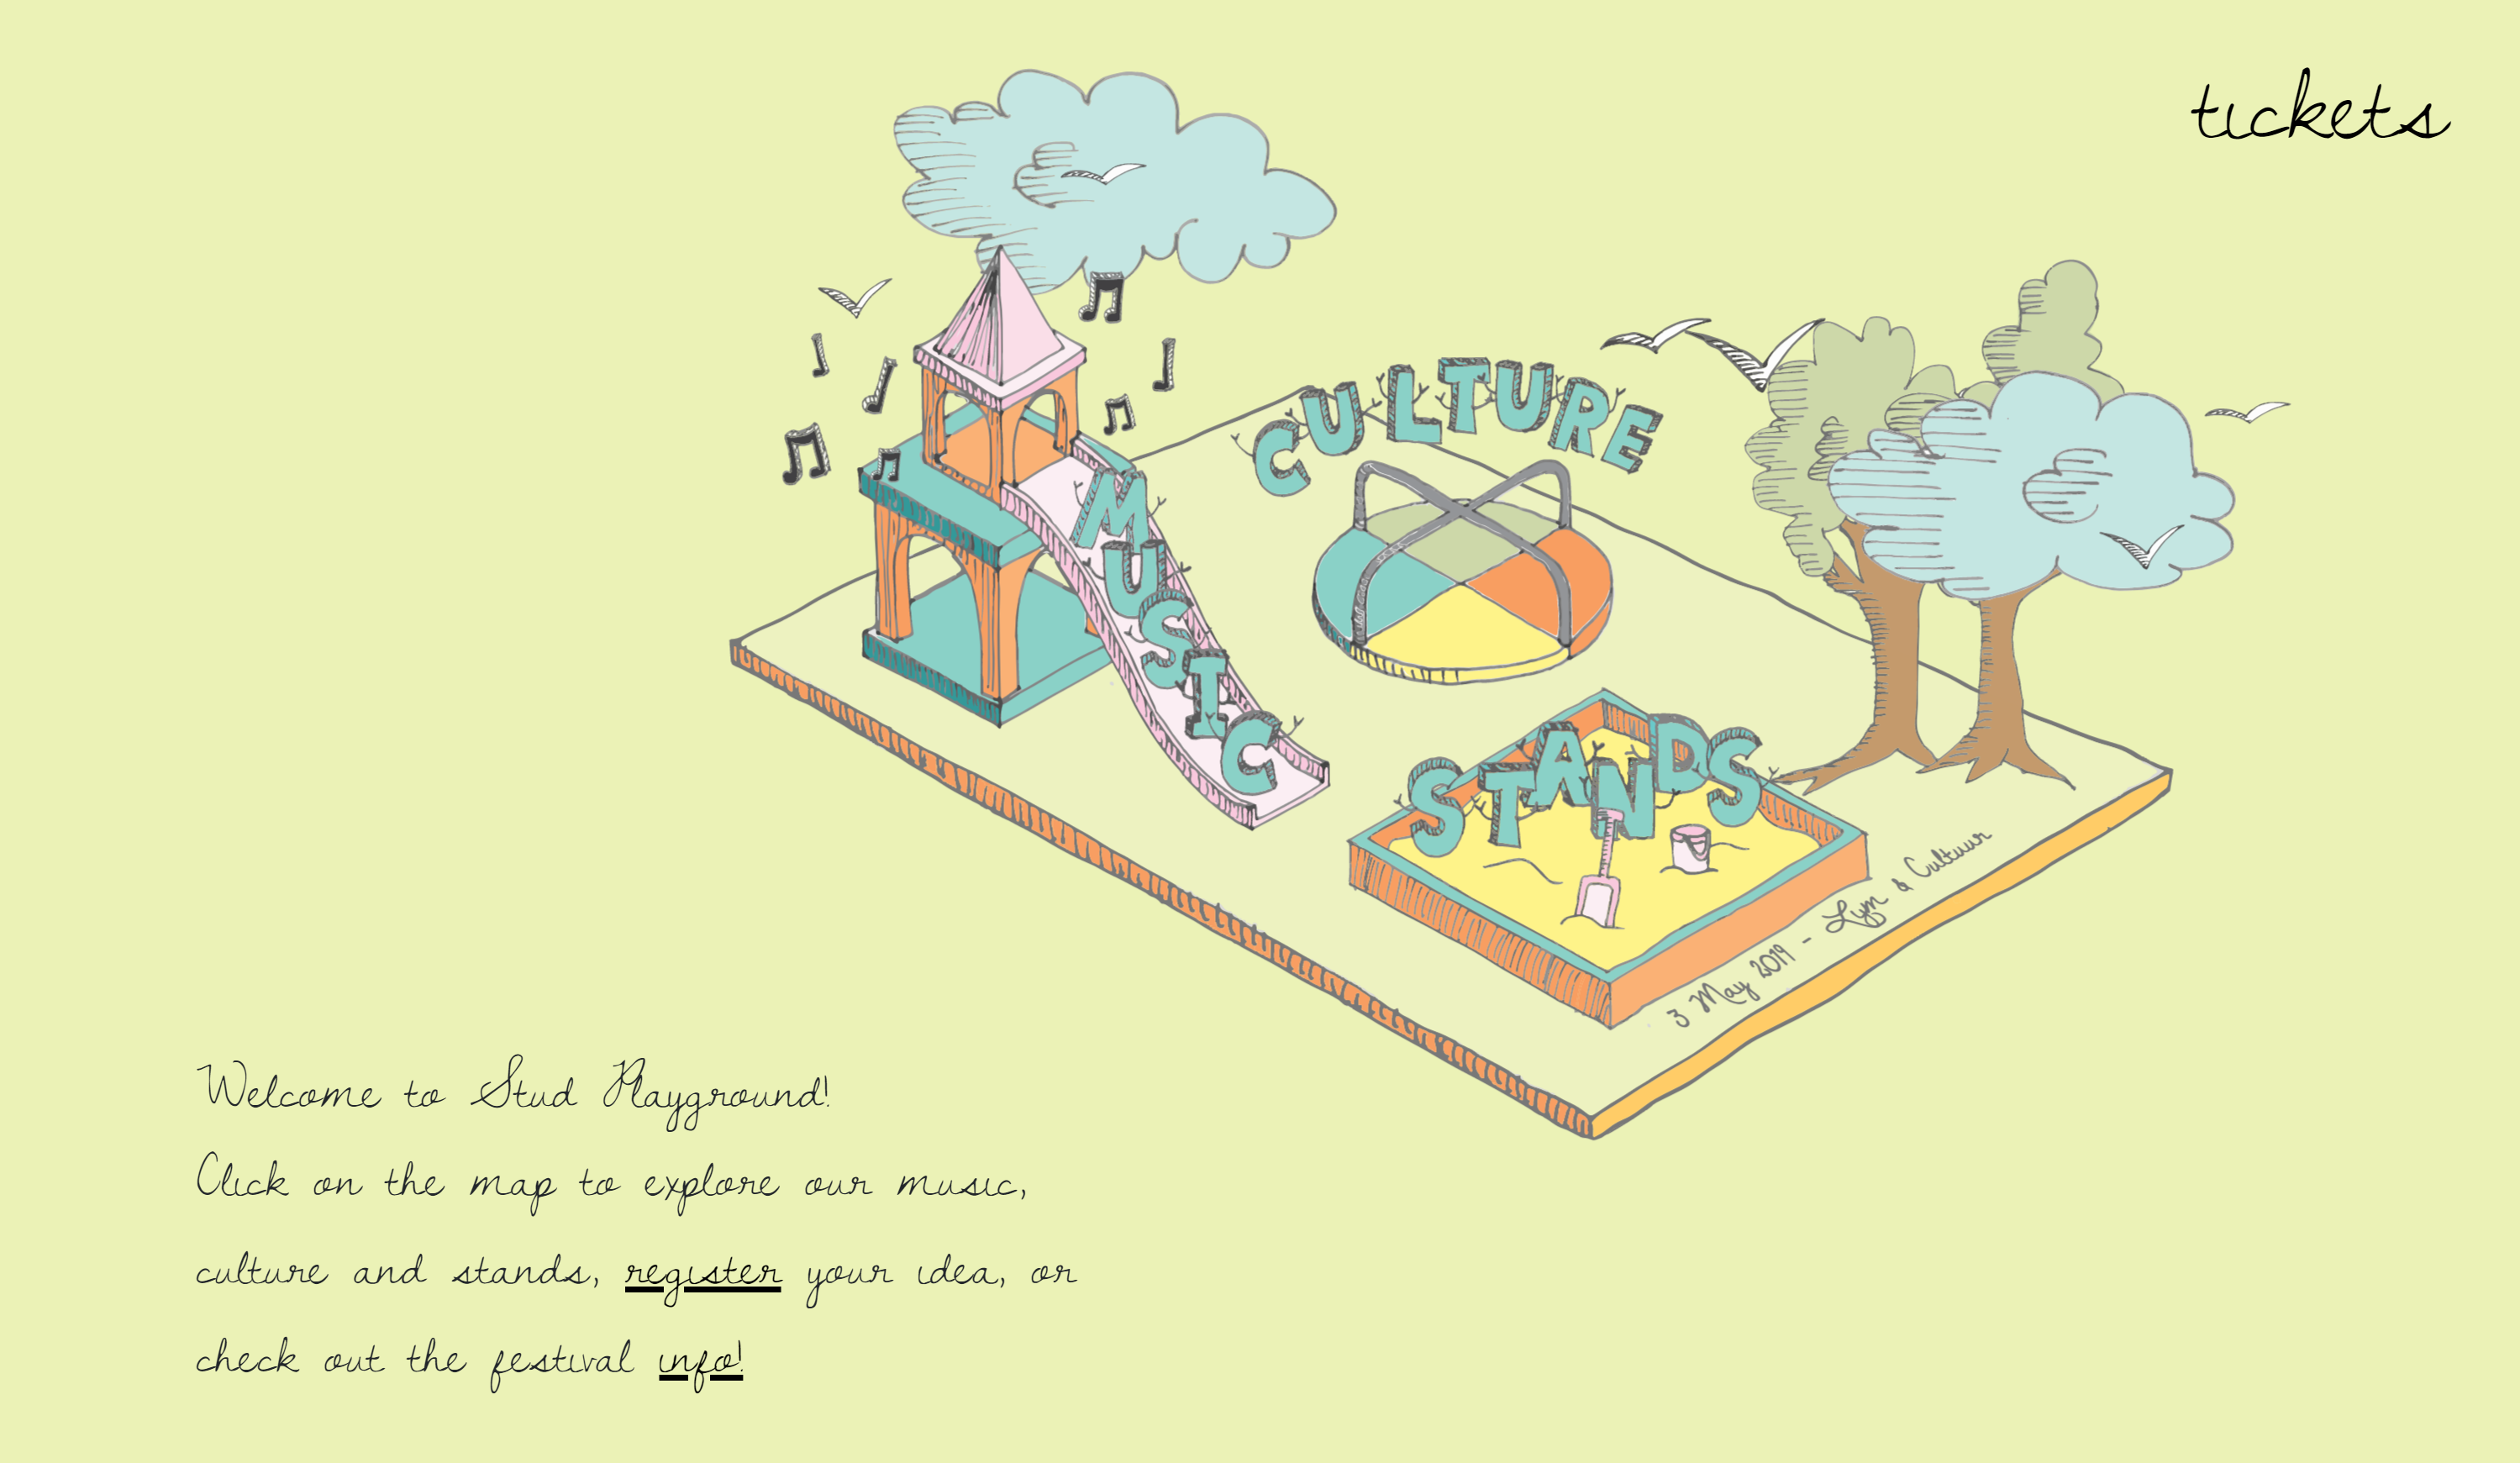 tickets
CULTURE
MUSIC
STANDS
3 May 2019 - Lym & Cultuur
Welcome to Stud Playground!
Click on the map to explore our music,
culture and stands, register your idea, or
check out the festival info!